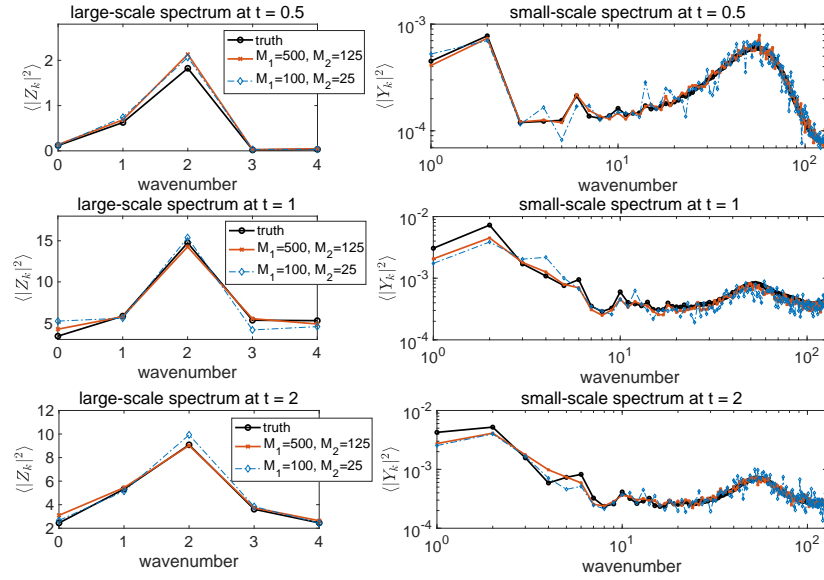 large-scale spectrum at t = 0.5
⟨|Z_k|^2⟩
2
1
0
0 1 2 3 4
wavenumber
truth
M_1=500, M_2=125
M_1=100, M_2=25
small-scale spectrum at t = 0.5
⟨|Y_k|^2⟩
10^{-3}
10^{-4}
10^0 10^1 10^2
wavenumber
large-scale spectrum at t = 1
⟨|Z_k|^2⟩
15
10
5
0 1 2 3 4
wavenumber
truth
M_1=500, M_2=125
M_1=100, M_2=25
small-scale spectrum at t = 1
⟨|Y_k|^2⟩
10^{-2}
10^{-3}
10^{-4}
10^0 10^1 10^2
wavenumber
large-scale spectrum at t = 2
⟨|Z_k|^2⟩
12
10
8
6
4
2
0 1 2 3 4
wavenumber
truth
M_1=500, M_2=125
M_1=100, M_2=25
small-scale spectrum at t = 2
⟨|Y_k|^2⟩
10^{-2}
10^{-3}
10^{-4}
10^0 10^1 10^2
wavenumber